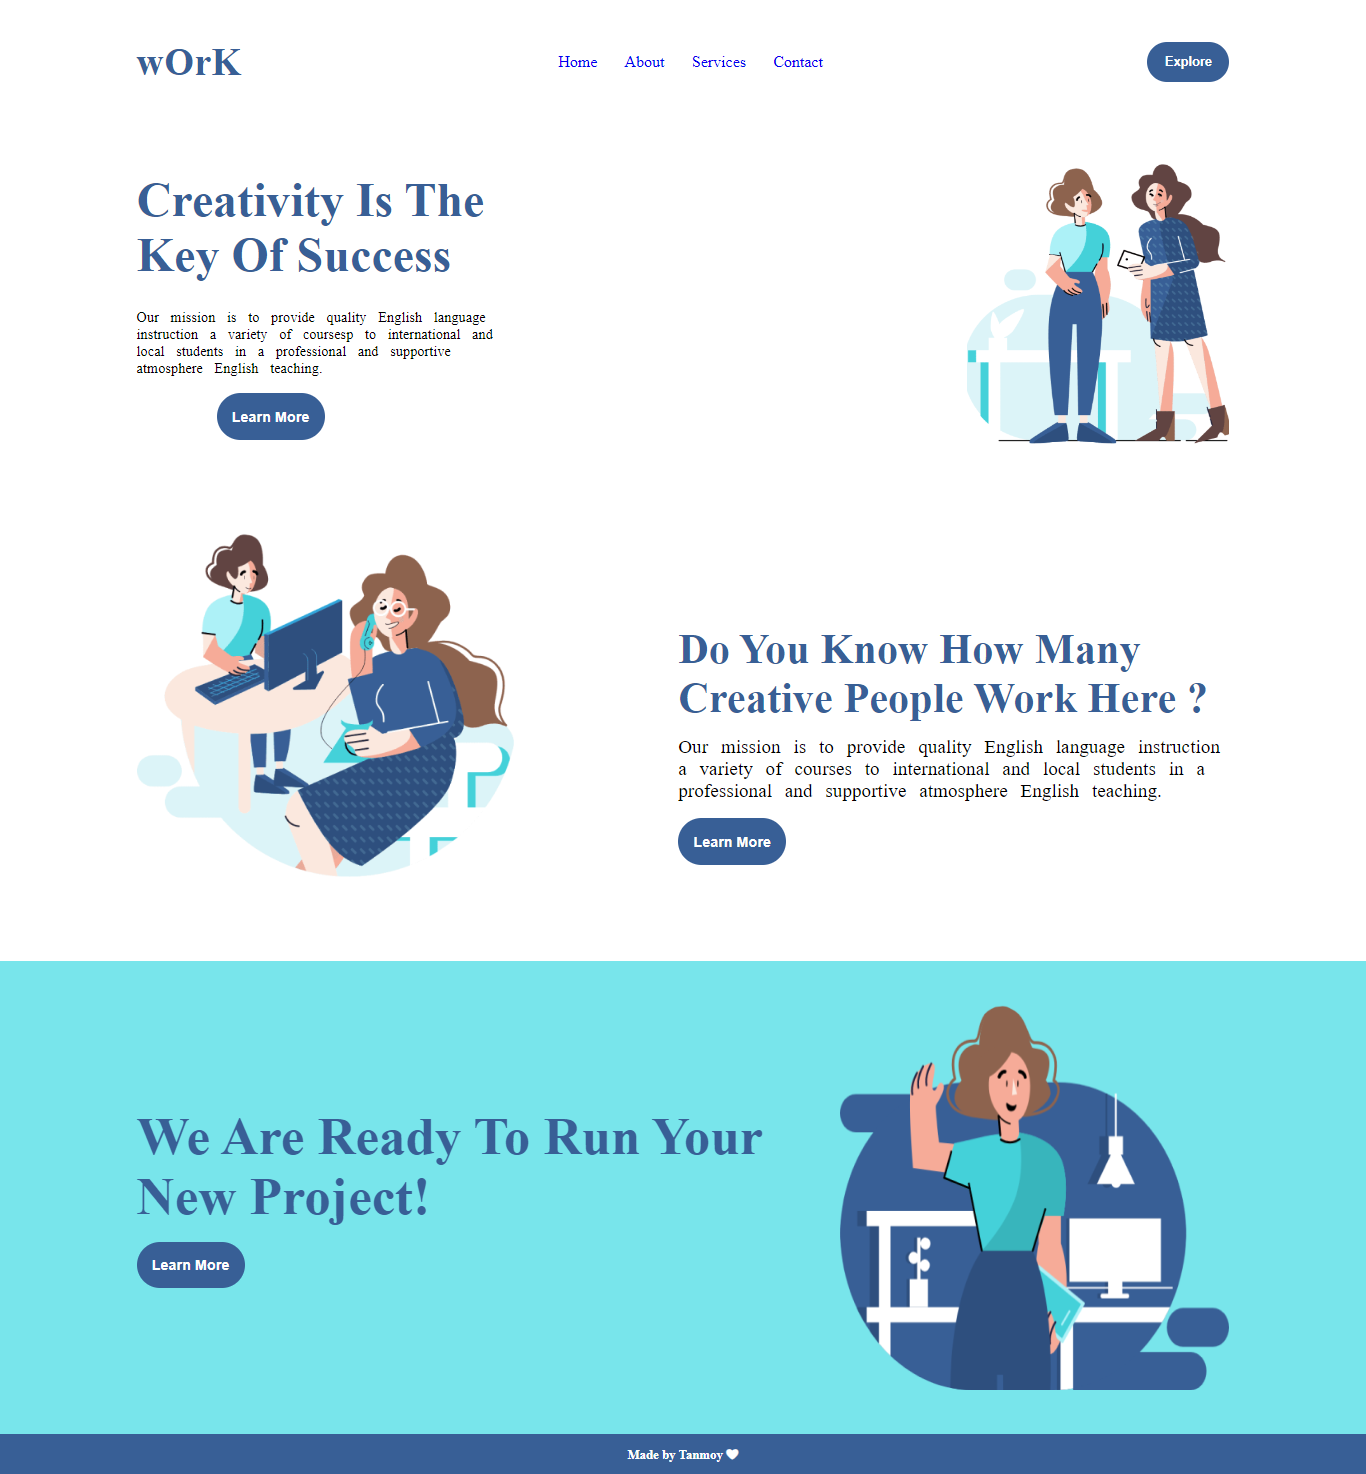 wOrK
Home About Services Contact
Explore
Creativity Is The
Key Of Success
Our mission is to provide quality English language
instruction a variety of coursesp to international and
local students in a professional and supportive
atmosphere English teaching.
Learn More
Do You Know How Many
Creative People Work Here ?
Our mission is to provide quality English language instruction
a variety of courses to international and local students in a
professional and supportive atmosphere English teaching.
Learn More
We Are Ready To Run Your
New Project!
Learn More
Made by Tanmoy